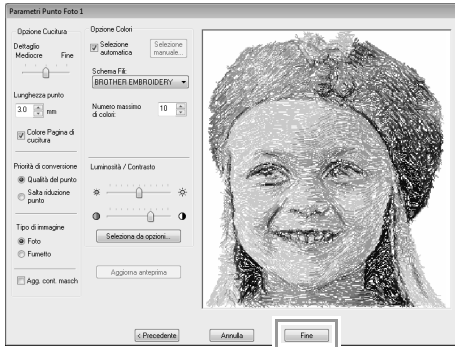 Parametri Punto Foto 1
Opzione Cucitura
Dettaglio
Mediocre Fine
Lunghezza punto
3.0 mm
Colore Pagina di
cucitura
Priorità di conversione
Qualità del punto
Salta riduzione
punto
Tipo di immagine
Foto
Fumetto
Agg. cont. masch
Opzione Colori
Selezione
automatica
Selezione
manuale...
Schema Fili:
BROTHER EMBROIDERY
Numero massimo
di colori:
10
Luminosità / Contrasto
Seleziona da opzioni...
Aggiorna anteprima
< Precedente
Annulla
Fine